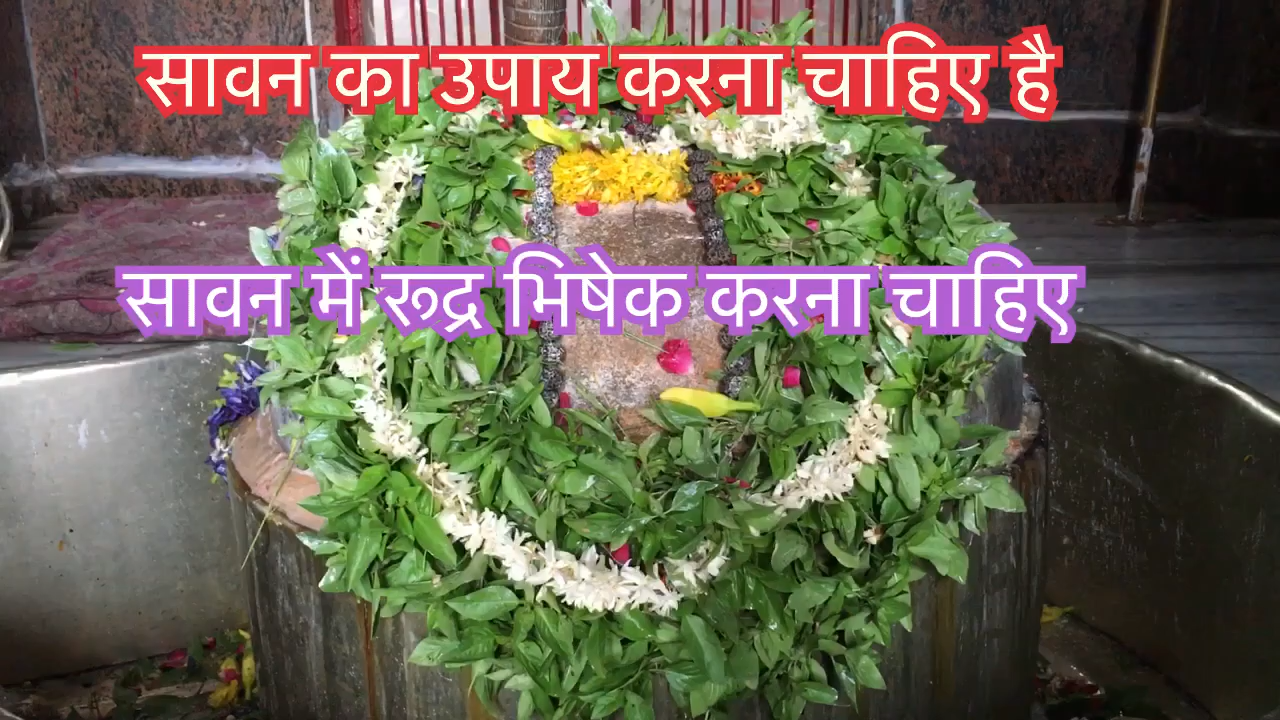 सावन का उपाय करना चाहिए है
सावन में रूद्र भिषेक करना चाहिए